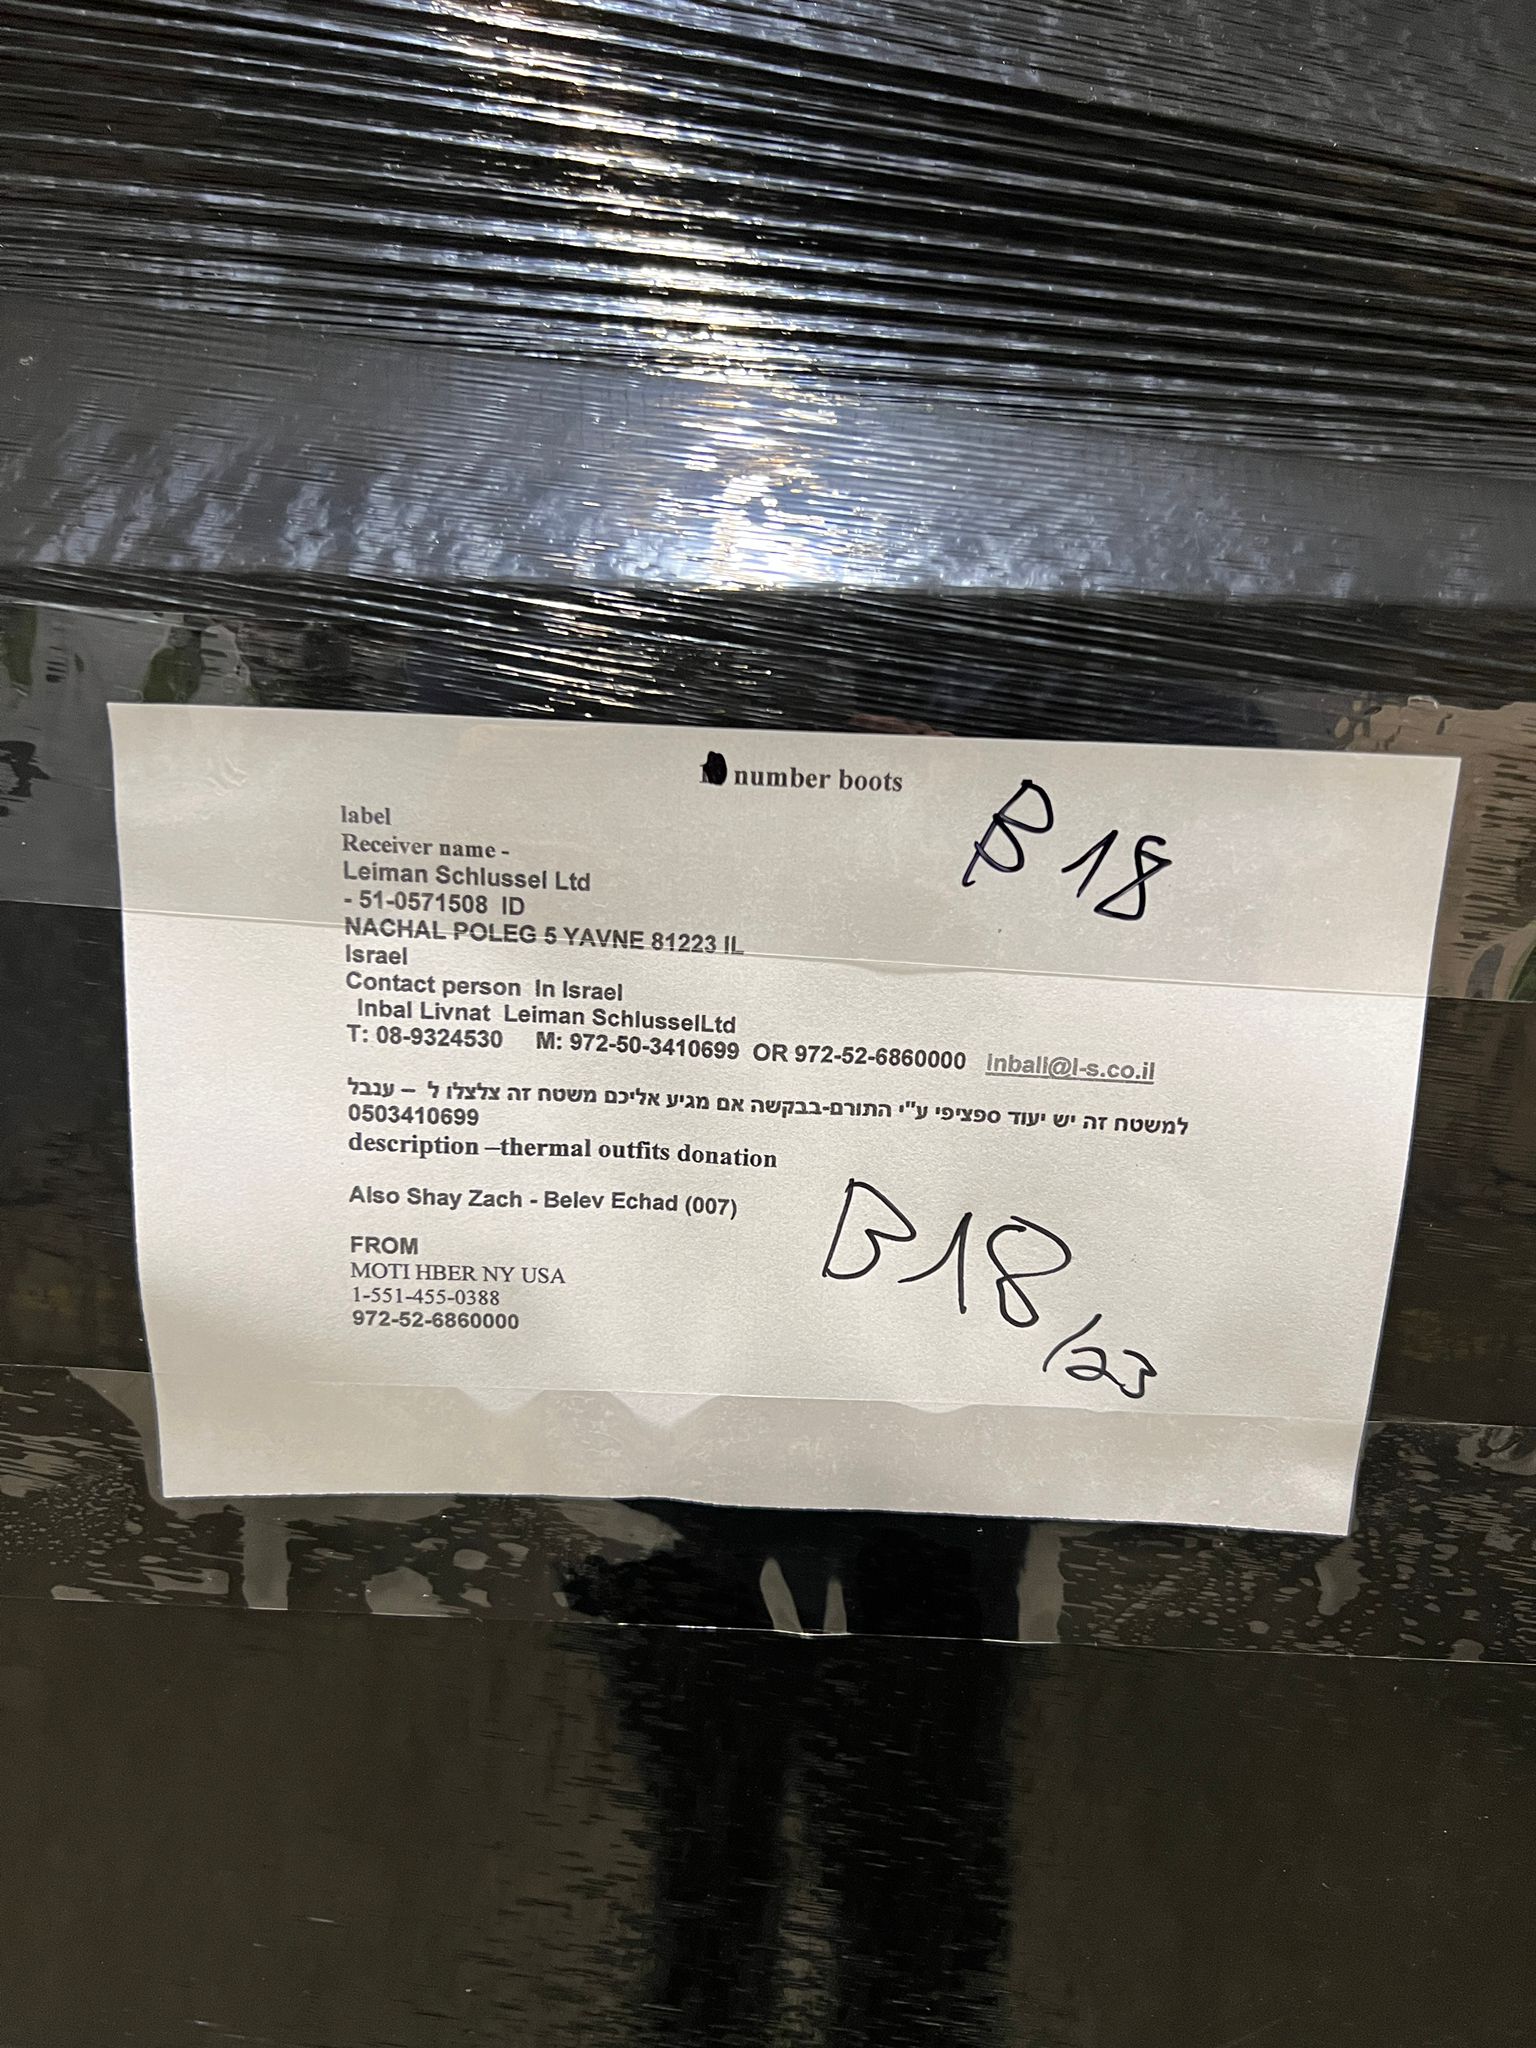 number boots
B 18
label
Receiver name -
Leiman Schlussel Ltd
- 51-0571508 ID
NACHAL POLEG 5 YAVNE 81223 IL
Israel
Contact person In Israel
Inbal Livnat Leiman SchlusselLtd
T: 08-9324530 M: 972-50-3410699 OR 972-52-6860000 Inbali@l-s.co.il
למשטח זה יש יעוד ספציפי ע"י התורם-בבקשה אם מגיע אליכם משטח זה צלצלו ל – ענבל
0503410699
description –thermal outfits donation
Also Shay Zach - Belev Echad (007)
B18
/23
FROM
MOTI HBER NY USA
1-551-455-0388
972-52-6860000